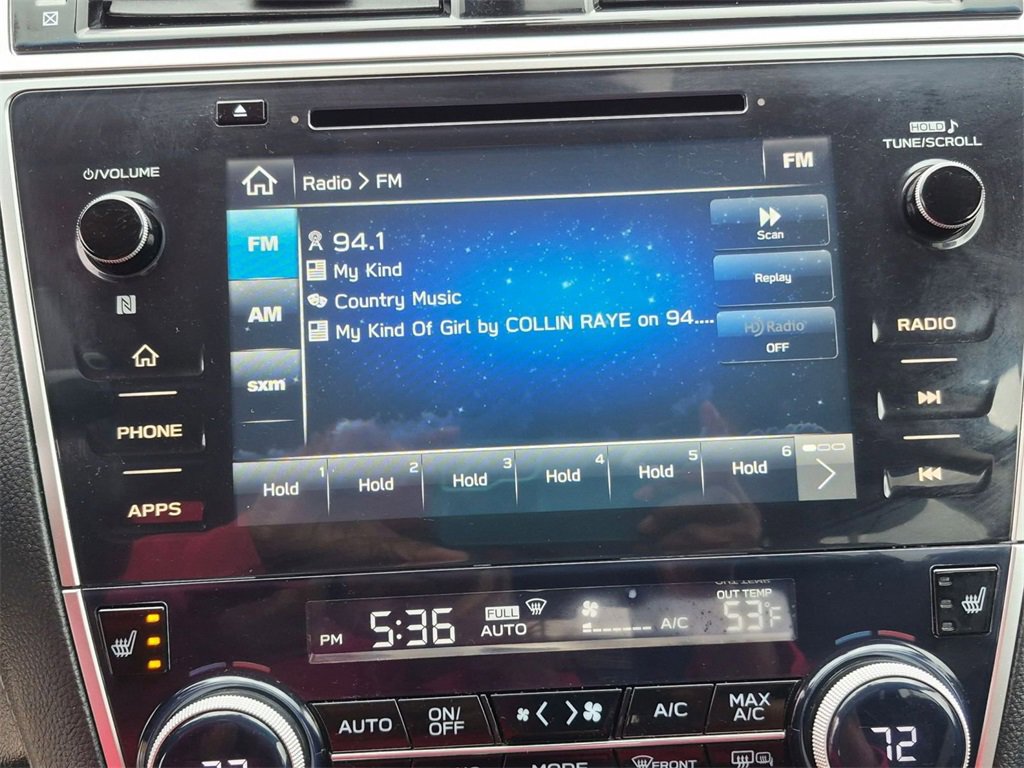 HOLD
⏻/VOLUME
TUNE/SCROLL
Radio > FM
FM
FM
94.1
Scan
My Kind
Replay
AM
Country Music
My Kind Of Girl by COLLIN RAYE on 94....
HD Radio
OFF
RADIO
sxm
PHONE
1 2 3 4 5 6
Hold Hold Hold Hold Hold Hold
APPS
OUT TEMP
PM 5:36 FULL AUTO A/C 53°F
AUTO
ON/
OFF
A/C
MAX
A/C
72
MODE
FRONT